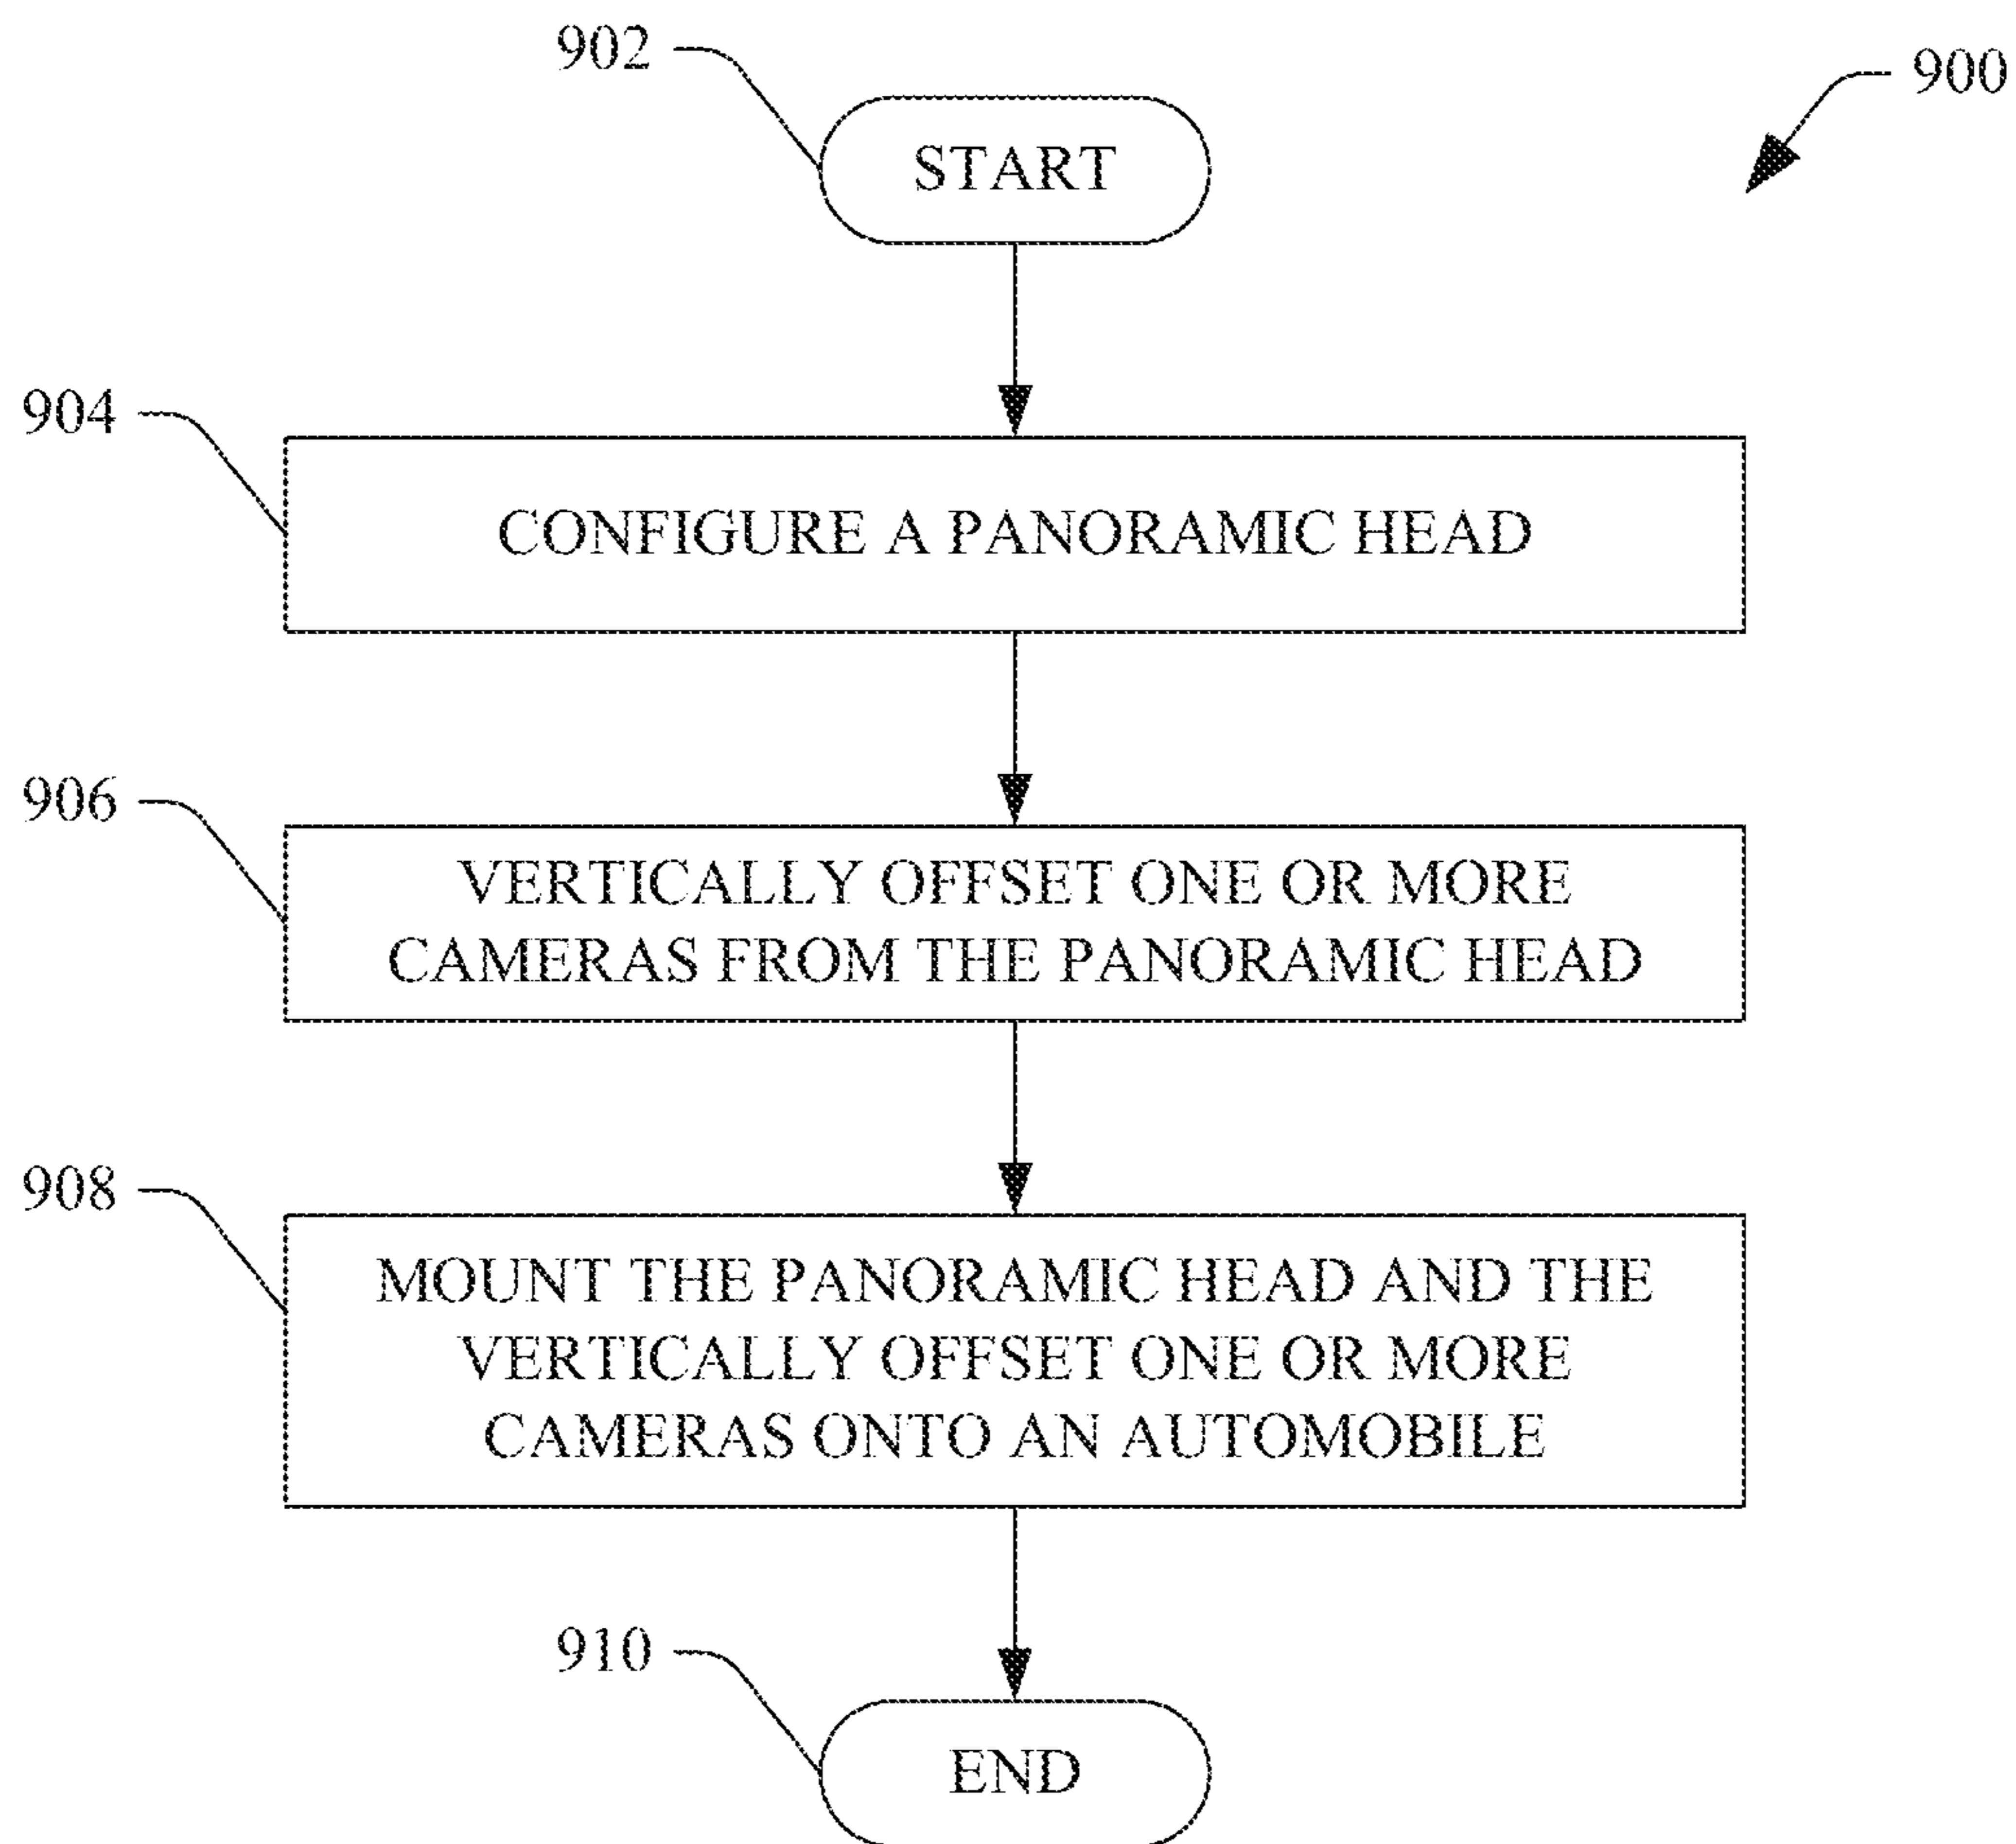 902
900
START
904
CONFIGURE A PANORAMIC HEAD
906
VERTICALLY OFFSET ONE OR MORE
CAMERAS FROM THE PANORAMIC HEAD
908
MOUNT THE PANORAMIC HEAD AND THE
VERTICALLY OFFSET ONE OR MORE
CAMERAS ONTO AN AUTOMOBILE
910
END